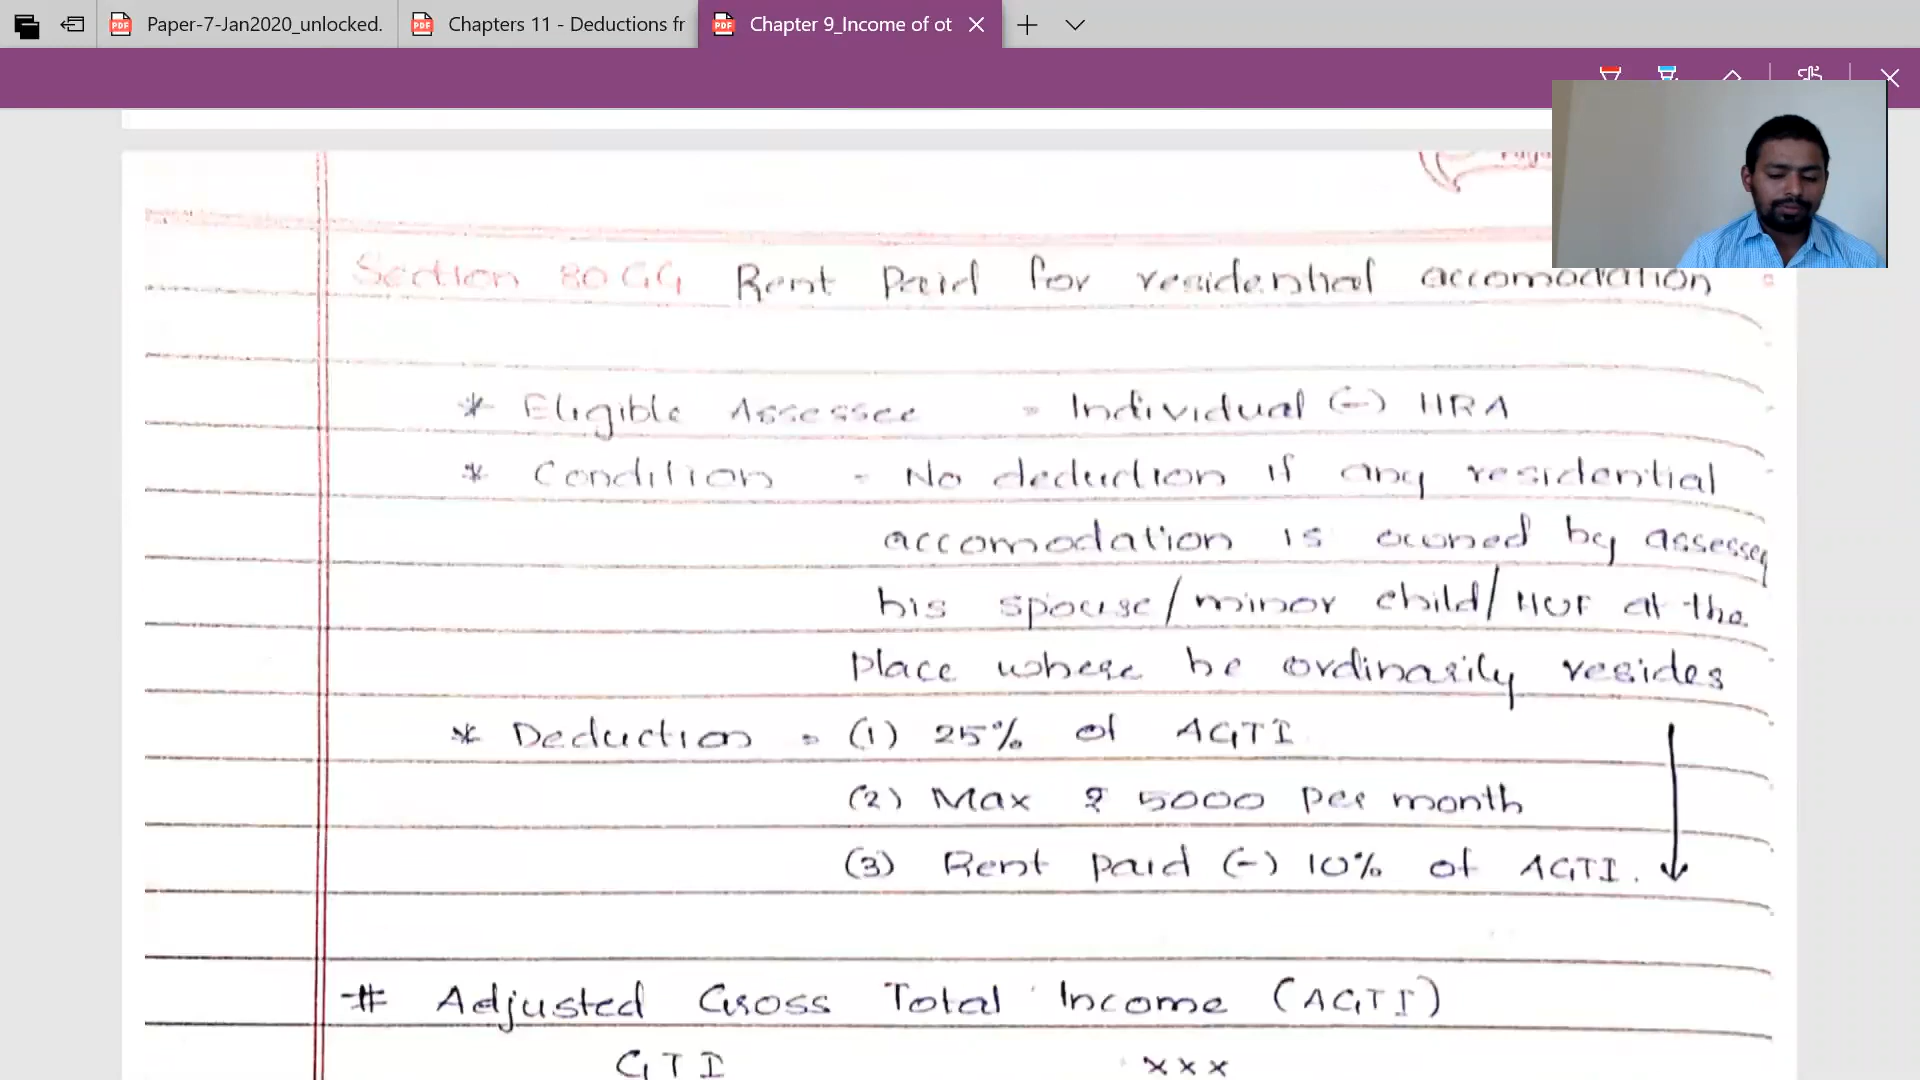 Paper-7-Jan2020_unlocked.
Chapters 11 - Deductions fr
Chapter 9_Income of ot
Section 80GG Rent Paid for residential accomodation
* Eligible Assessee = Individual (-) HRA
* Condition - No deduction if any residential
accomodation is owned by assessee
his spouse/minor child/HUF at the
place where he ordinarily resides
* Deduction = (1) 25% of AGTI
(2) Max ₹ 5000 per month
(3) Rent paid (-) 10% of AGTI.
# Adjusted Gross Total Income (AGTI)
GTI xxx